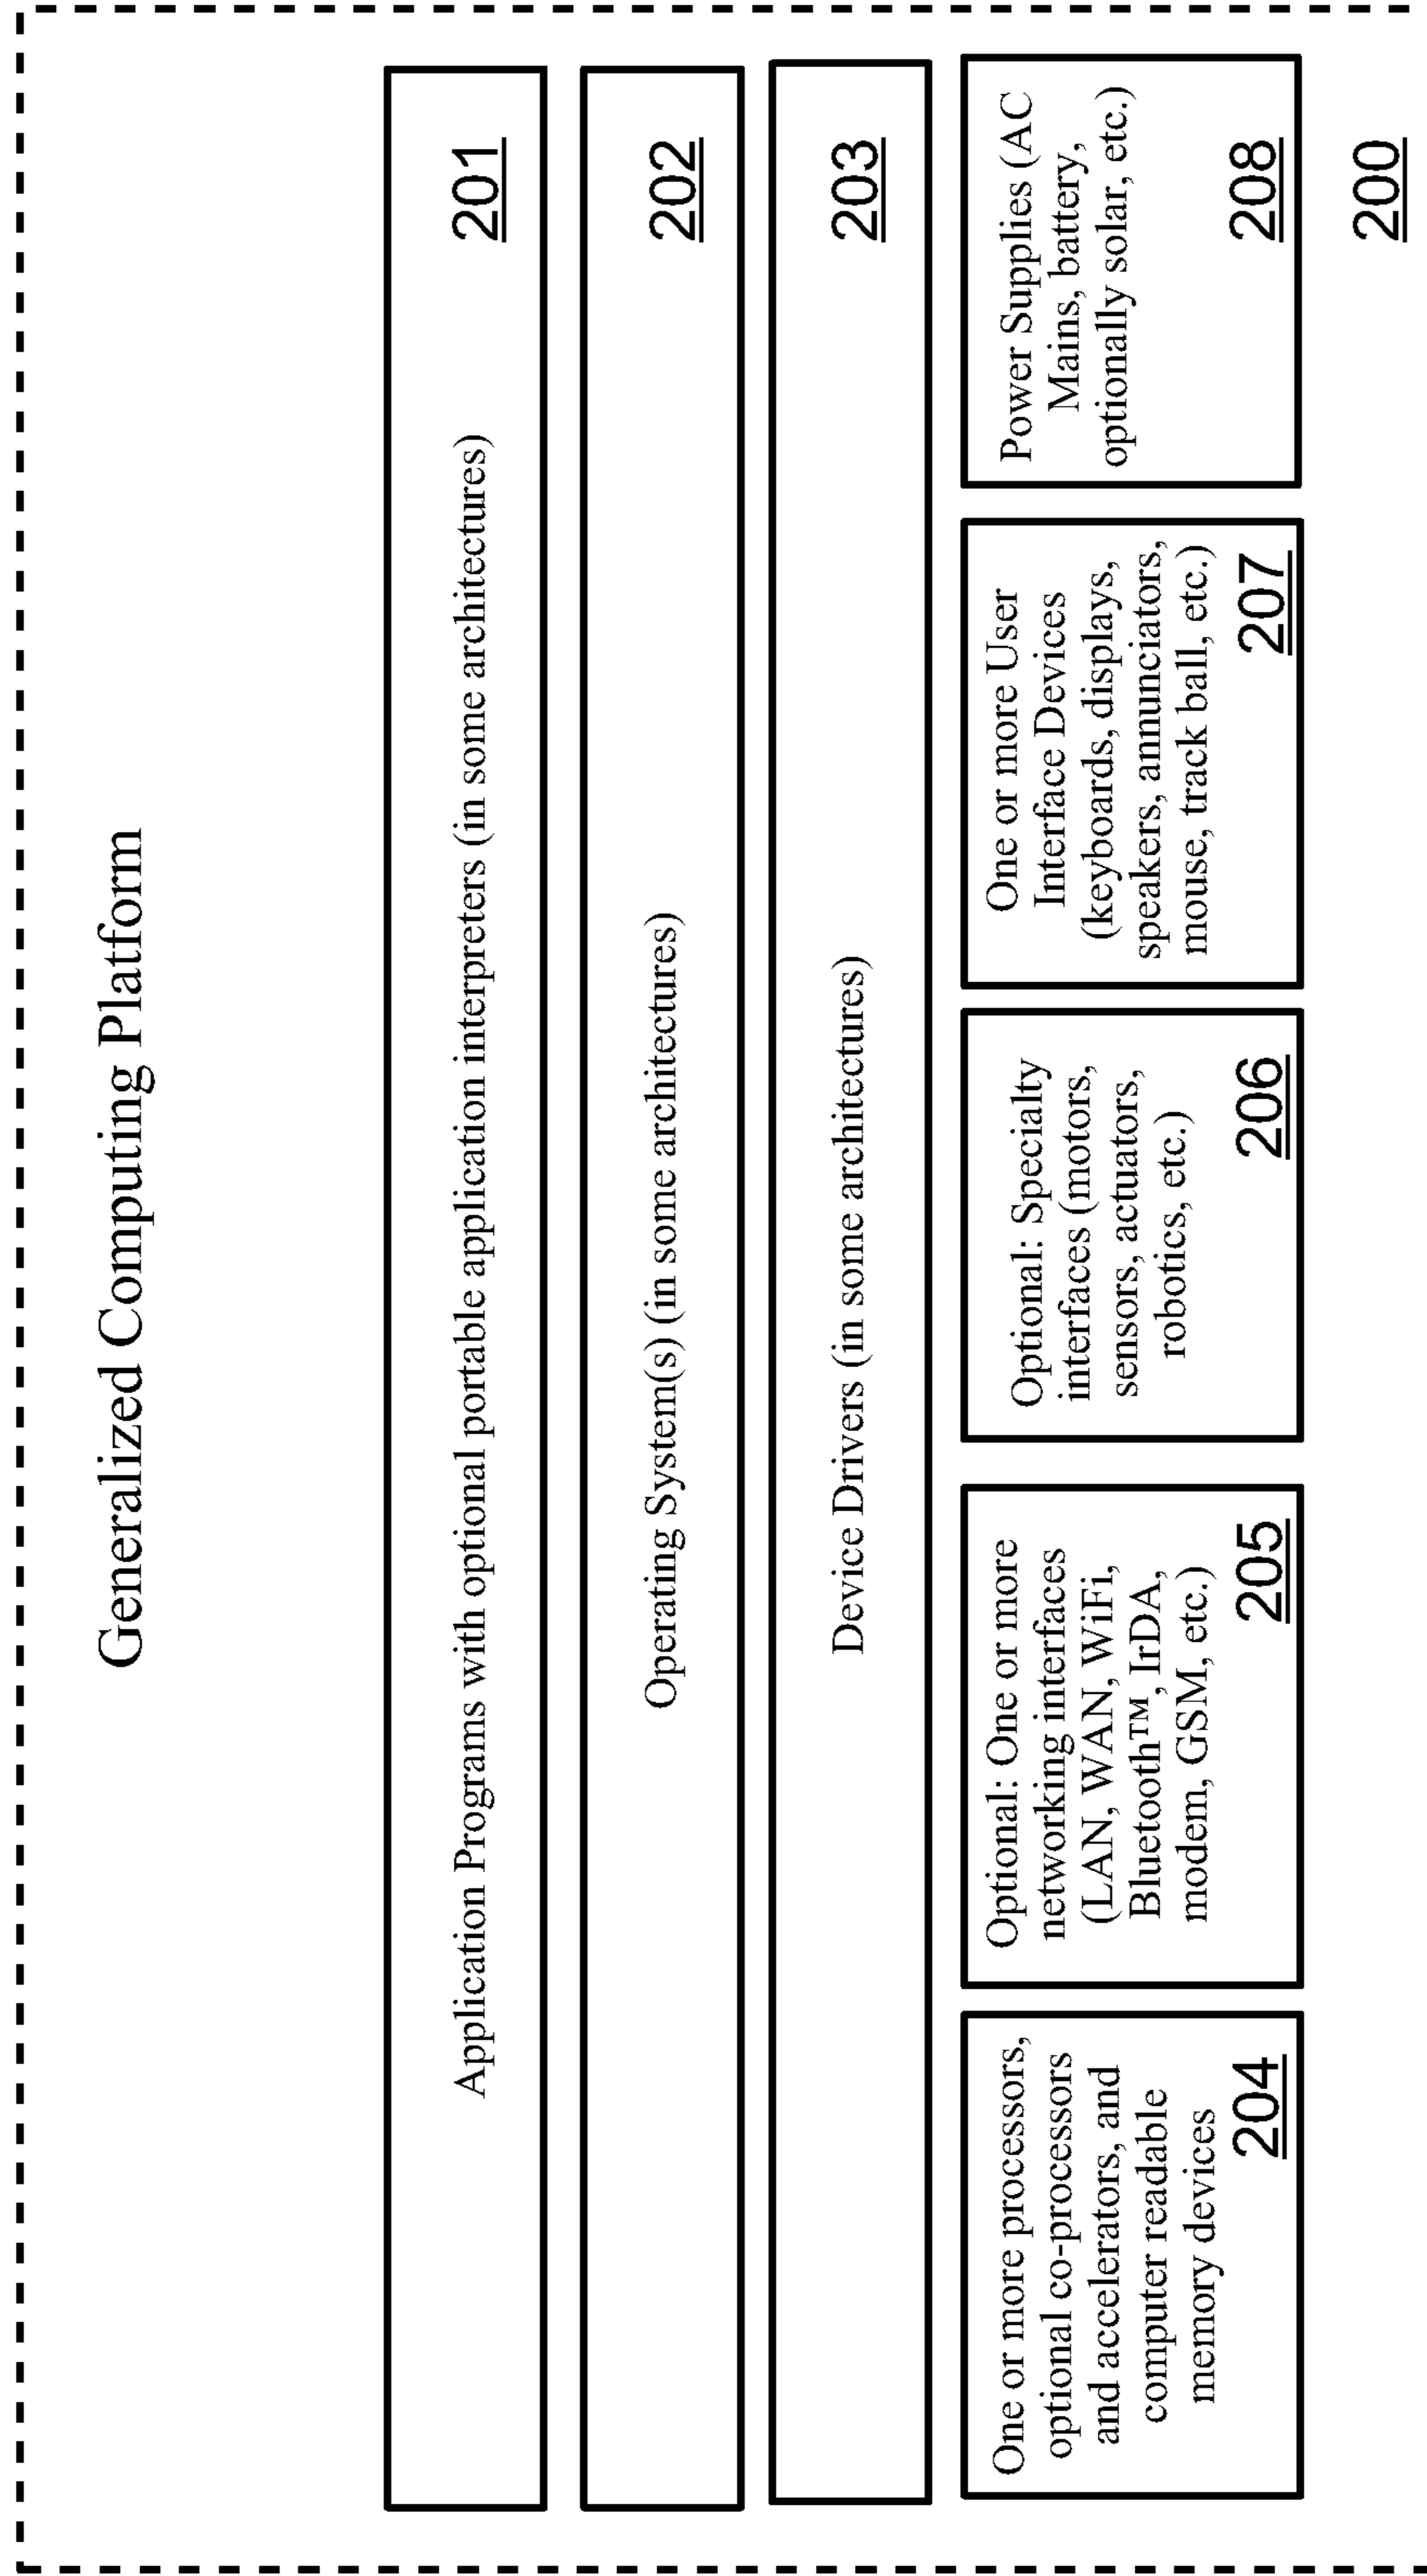 Generalized Computing Platform
Application Programs with optional portable application interpreters (in some architectures)
201
Operating System(s) (in some architectures)
202
Device Drivers (in some architectures)
203
One or more processors,
optional co-processors
and accelerators, and
computer readable
memory devices
204
Optional: One or more
networking interfaces
(LAN, WAN, WiFi,
Bluetooth™, IrDA,
modem, GSM, etc.)
205
Optional: Specialty
interfaces (motors,
sensors, actuators,
robotics, etc.)
206
One or more User
Interface Devices
(keyboards, displays,
speakers, annunciators,
mouse, track ball, etc.)
207
Power Supplies (AC
Mains, battery,
optionally solar, etc.)
208
200